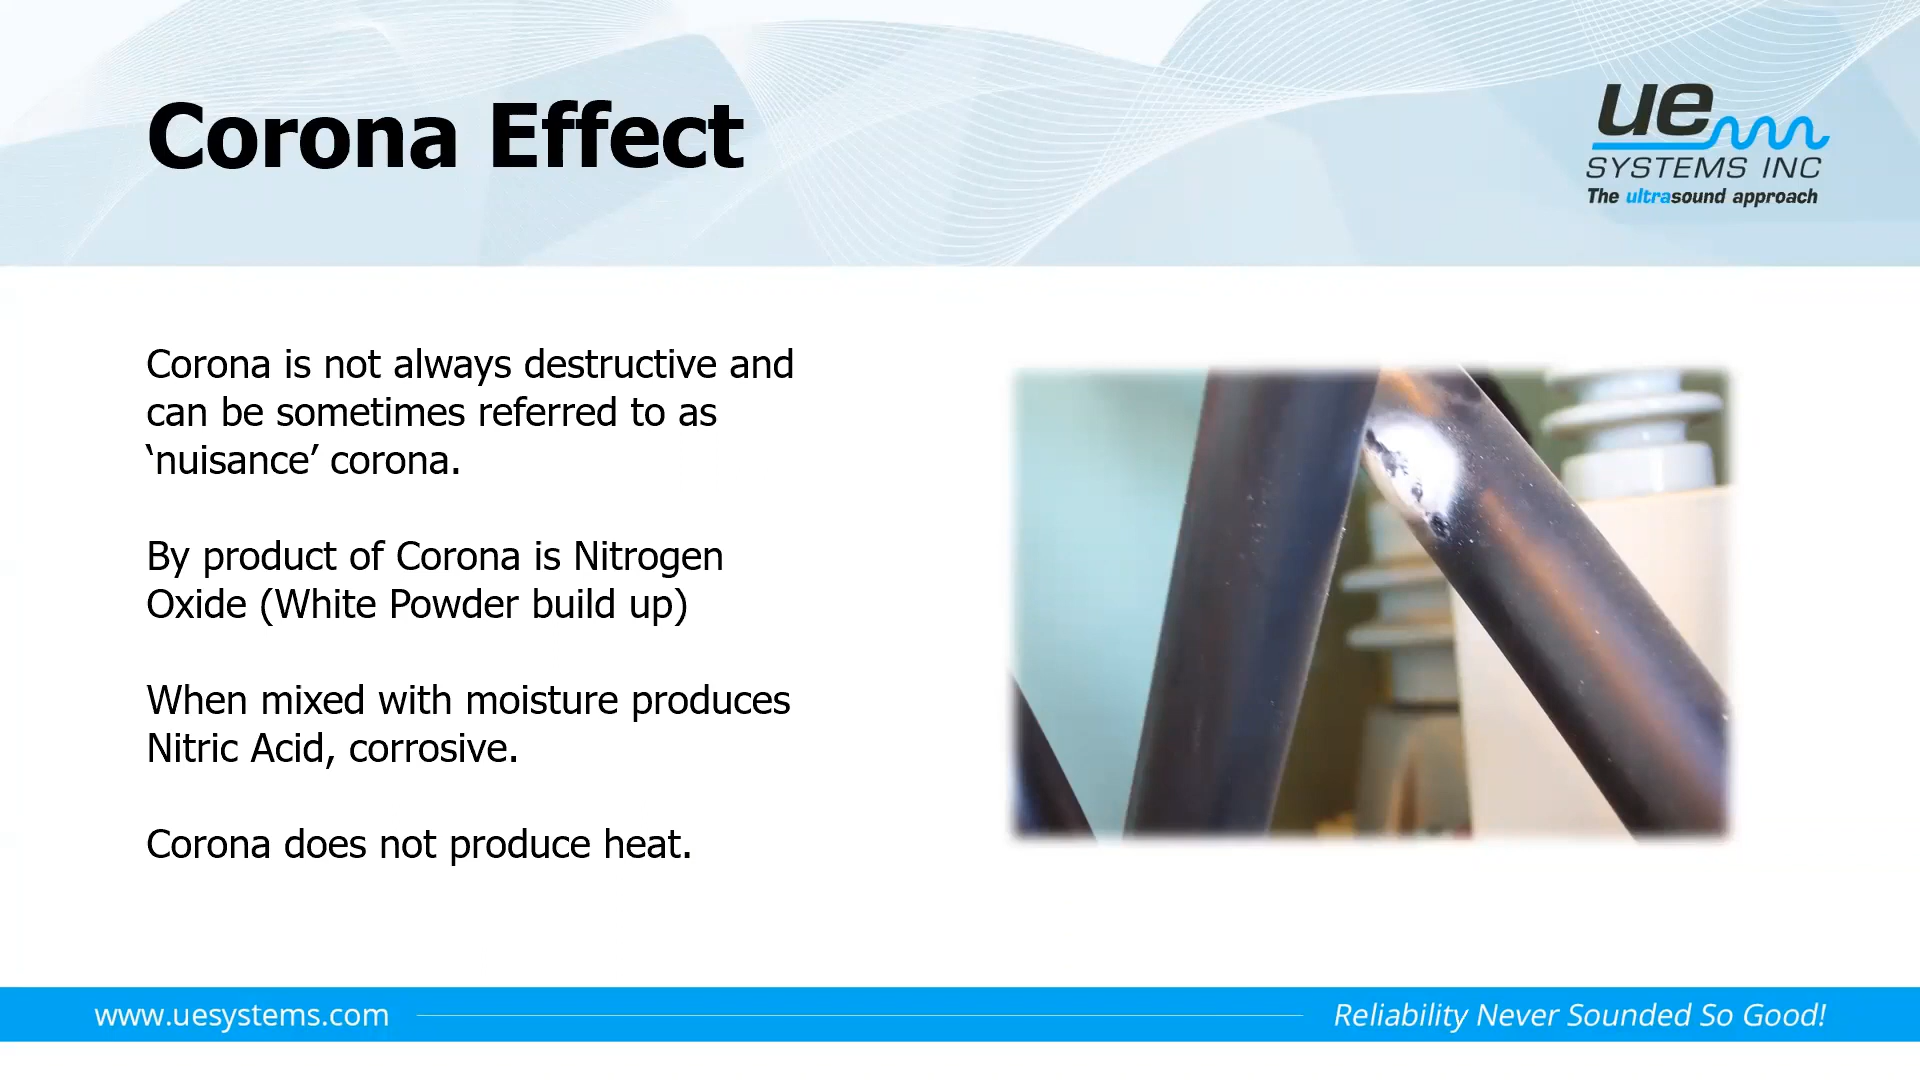 Corona Effect
ue
SYSTEMS INC
The ultrasound approach
Corona is not always destructive and
can be sometimes referred to as
‘nuisance’ corona.
By product of Corona is Nitrogen
Oxide (White Powder build up)
When mixed with moisture produces
Nitric Acid, corrosive.
Corona does not produce heat.
www.uesystems.com
Reliability Never Sounded So Good!